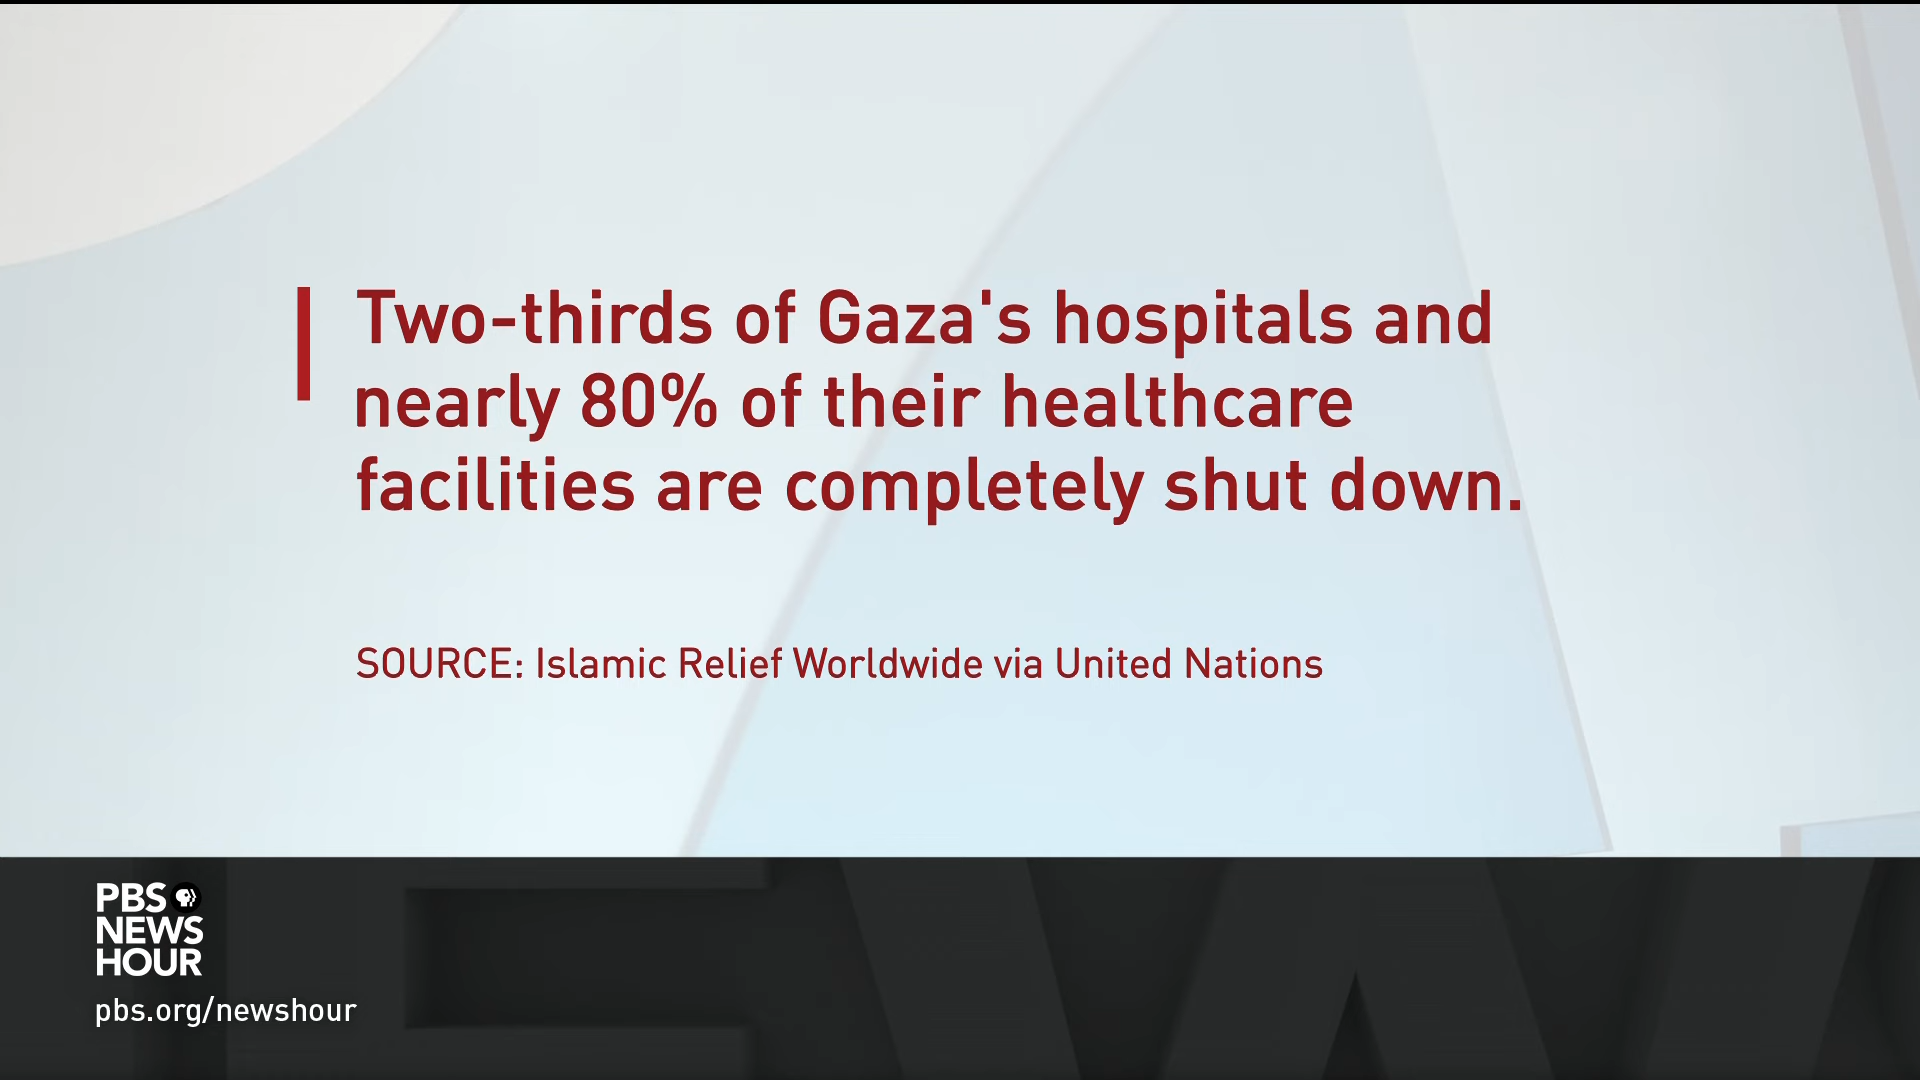 Two-thirds of Gaza's hospitals and
nearly 80% of their healthcare
facilities are completely shut down.
SOURCE: Islamic Relief Worldwide via United Nations
PBS
NEWS
HOUR
pbs.org/newshour